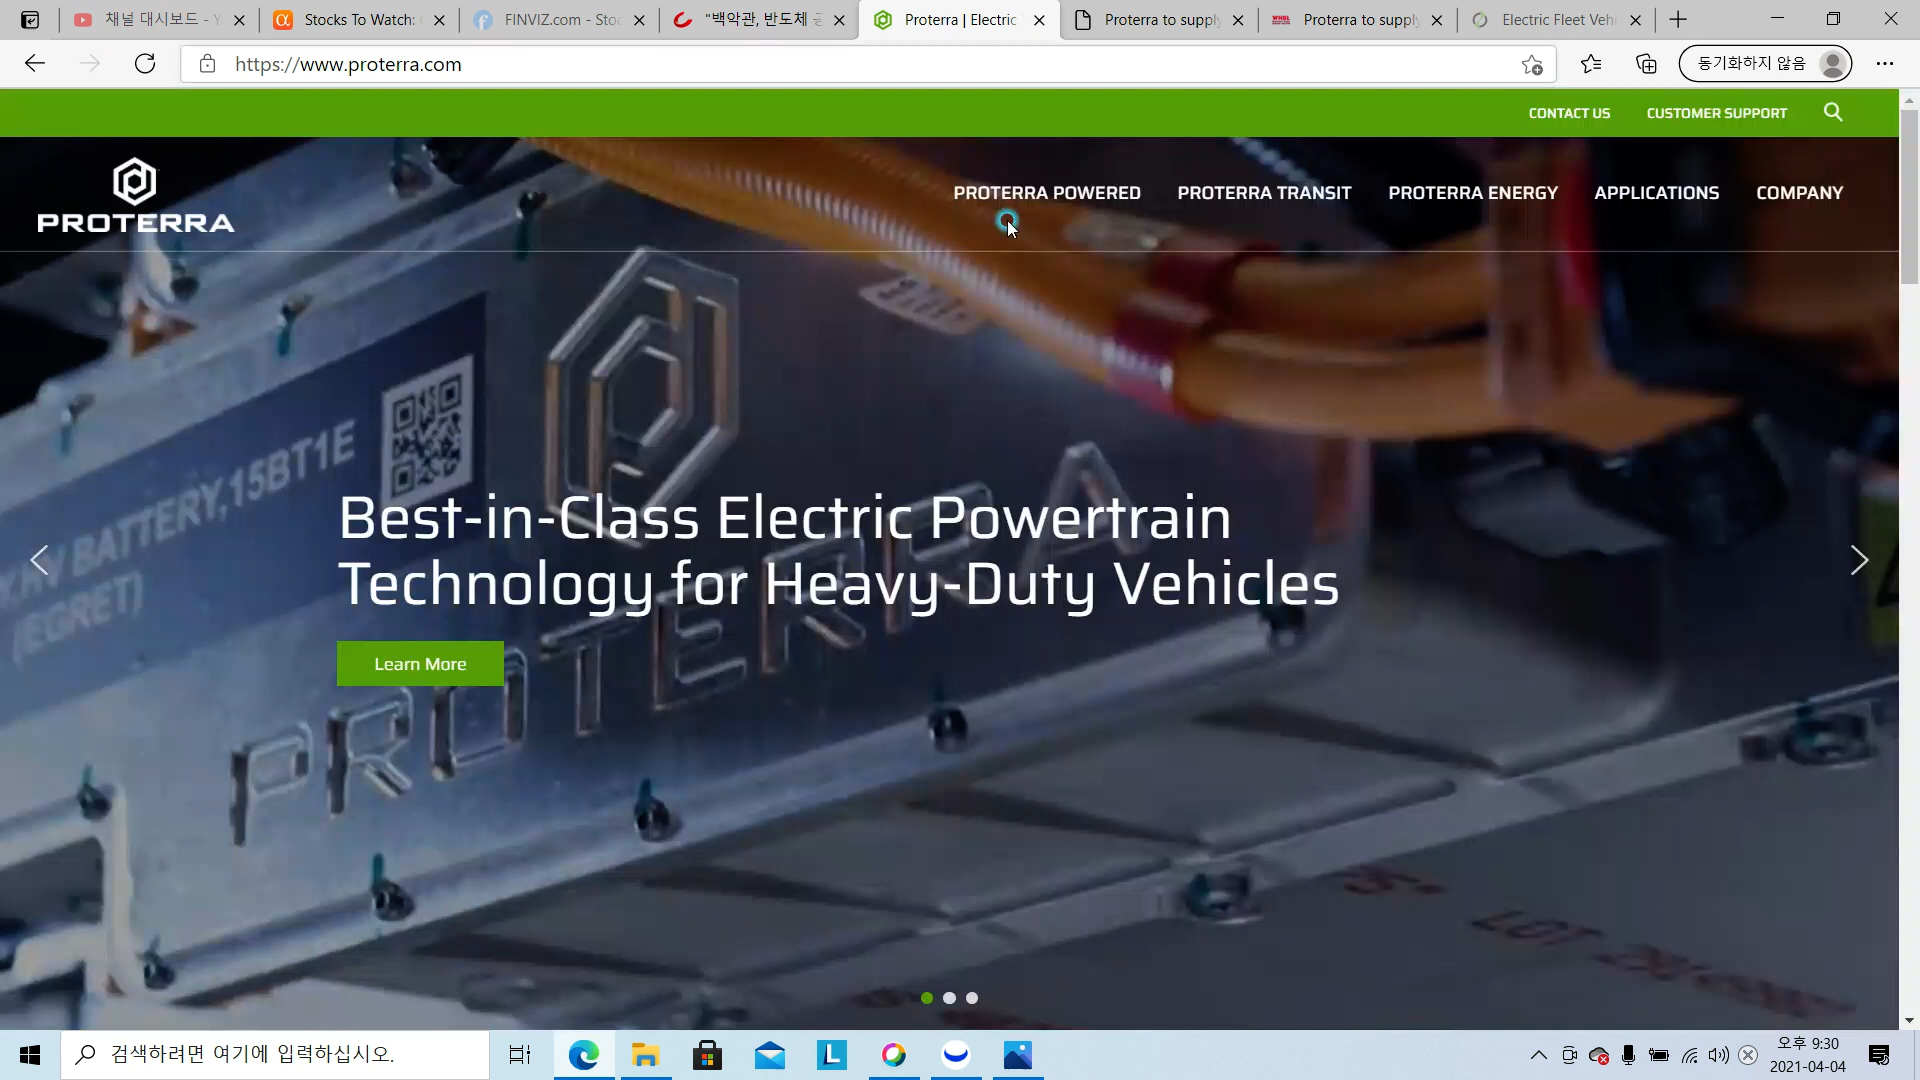 채널 대시보드 - Y
Stocks To Watch:
FINVIZ.com - Stoc
"백악관, 반도체 공
Proterra | Electric
Proterra to supply
Proterra to supply
Electric Fleet Veh
https://www.proterra.com
동기화하지 않음
CONTACT US
CUSTOMER SUPPORT
PROTERRA
PROTERRA POWERED
PROTERRA TRANSIT
PROTERRA ENERGY
APPLICATIONS
COMPANY
BATTERY,15BT1E
(EGRET)
Best-in-Class Electric Powertrain
Technology for Heavy-Duty Vehicles
Learn More
PROTERRA
LOT
검색하려면 여기에 입력하십시오.
L
오후 9:30
2021-04-04